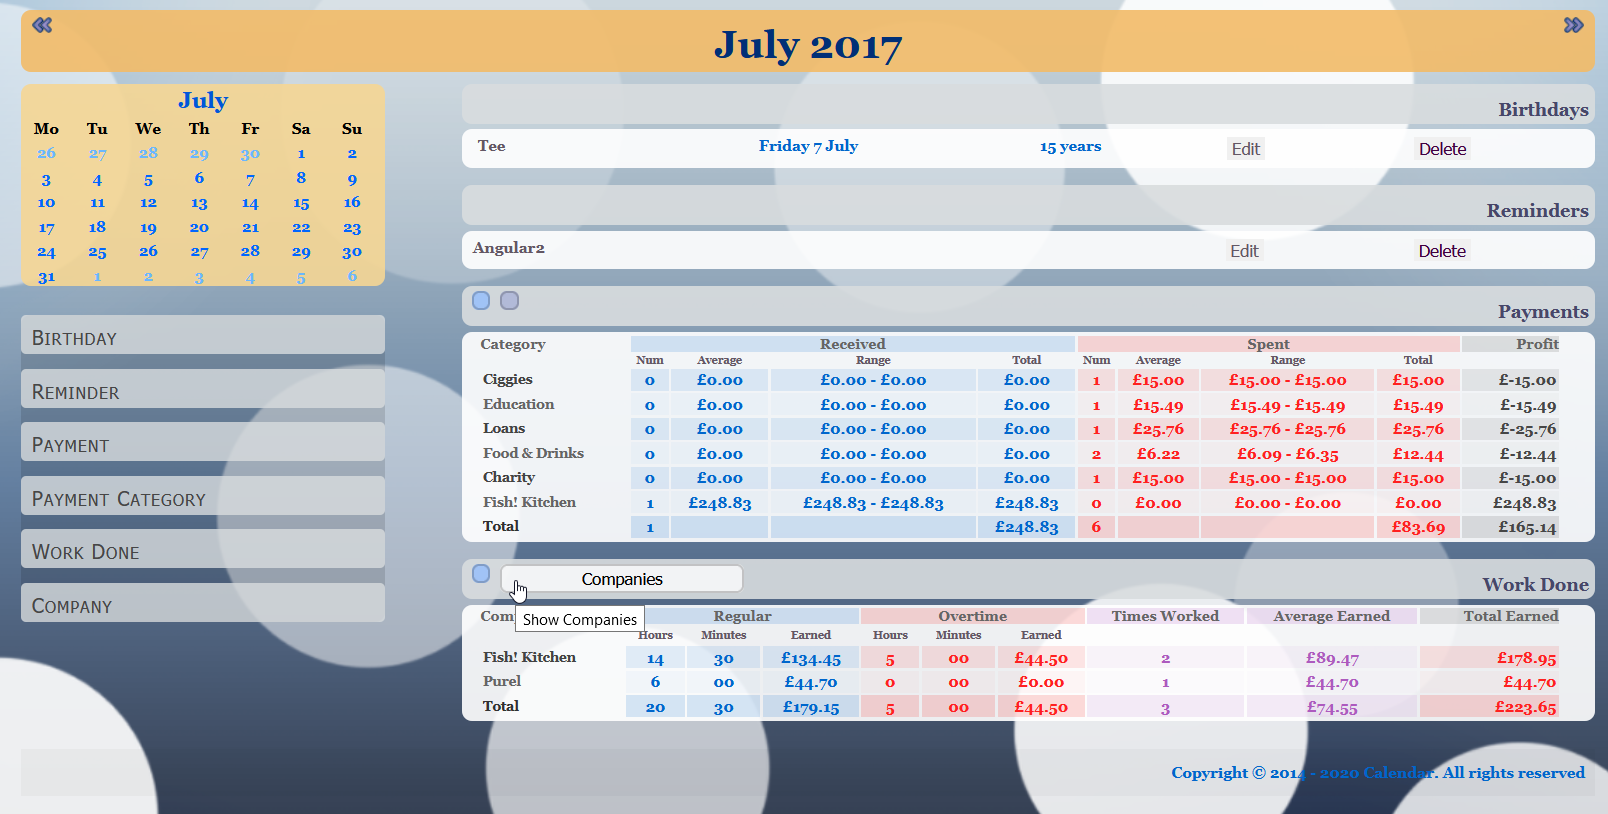 July 2017
July
Mo Tu We Th Fr Sa Su
26 27 28 29 30 1 2
3 4 5 6 7 8 9
10 11 12 13 14 15 16
17 18 19 20 21 22 23
24 25 26 27 28 29 30
31 1 2 3 4 5 6
Birthday
Reminder
Payment
Payment Category
Work Done
Company
Birthdays
Tee Friday 7 July 15 years Edit Delete
Reminders
Angular2 Edit Delete
Payments
Category Received Spent Profit
Num Average Range Total Num Average Range Total
Ciggies 0 £0.00 £0.00 - £0.00 £0.00 1 £15.00 £15.00 - £15.00 £15.00 £-15.00
Education 0 £0.00 £0.00 - £0.00 £0.00 1 £15.49 £15.49 - £15.49 £15.49 £-15.49
Loans 0 £0.00 £0.00 - £0.00 £0.00 1 £25.76 £25.76 - £25.76 £25.76 £-25.76
Food & Drinks 0 £0.00 £0.00 - £0.00 £0.00 2 £6.22 £6.09 - £6.35 £12.44 £-12.44
Charity 0 £0.00 £0.00 - £0.00 £0.00 1 £15.00 £15.00 - £15.00 £15.00 £-15.00
Fish! Kitchen 1 £248.83 £248.83 - £248.83 £248.83 0 £0.00 £0.00 - £0.00 £0.00 £248.83
Total 1 £248.83 6 £83.69 £165.14
Companies
Work Done
Show Companies
Com Regular Overtime Times Worked Average Earned Total Earned
Hours Minutes Earned Hours Minutes Earned
Fish! Kitchen 14 30 £134.45 5 00 £44.50 2 £89.47 £178.95
Purel 6 00 £44.70 0 00 £0.00 1 £44.70 £44.70
Total 20 30 £179.15 5 00 £44.50 3 £74.55 £223.65
Copyright © 2014 - 2020 Calendar. All rights reserved